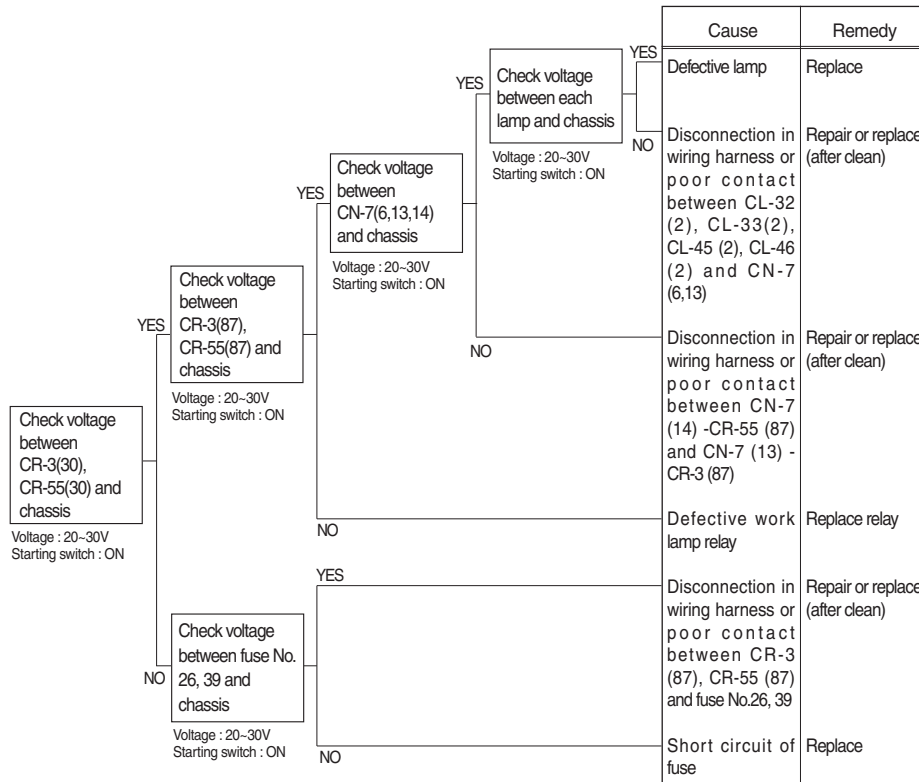 Cause
Remedy
YES
Defective lamp
Replace
YES
Check voltage
between each
lamp and chassis
Voltage : 20~30V
Starting switch : ON
NO
Disconnection in
wiring harness or
poor contact
between CL-32
(2), CL-33(2),
CL-45 (2), CL-46
(2) and CN-7
(6,13)
Repair or replace
(after clean)
YES
Check voltage
between
CN-7(6,13,14)
and chassis
Voltage : 20~30V
Starting switch : ON
NO
Disconnection in
wiring harness or
poor contact
between CN-7
(14) -CR-55 (87)
and CN-7 (13) -
CR-3 (87)
Repair or replace
(after clean)
YES
Check voltage
between
CR-3(87),
CR-55(87) and
chassis
Voltage : 20~30V
Starting switch : ON
NO
Defective work
lamp relay
Replace relay
Check voltage
between
CR-3(30),
CR-55(30) and
chassis
Voltage : 20~30V
Starting switch : ON
YES
Disconnection in
wiring harness or
poor contact
between CR-3
(87), CR-55 (87)
and fuse No.26, 39
Repair or replace
(after clean)
NO
Check voltage
between fuse No.
26, 39 and
chassis
Voltage : 20~30V
Starting switch : ON
NO
Short circuit of
fuse
Replace